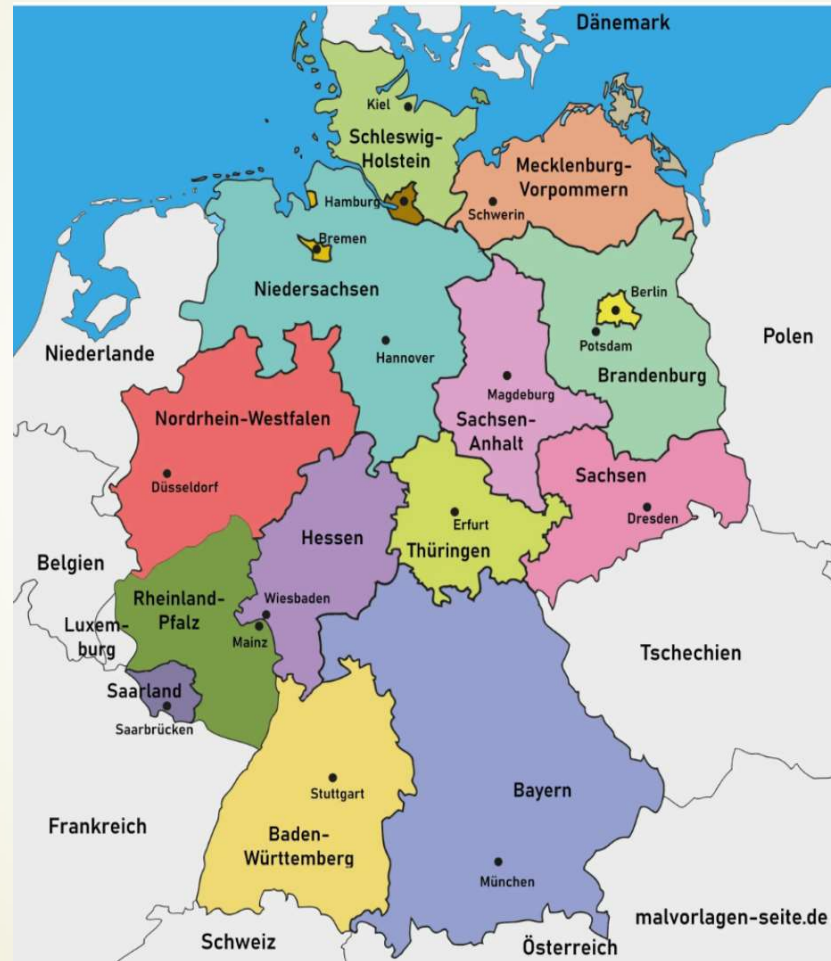 Dänemark
Kiel
Schleswig-
Holstein
Mecklenburg-
Vorpommern
Hamburg
Schwerin
Bremen
Niedersachsen
Berlin
Potsdam
Polen
Niederlande
Hannover
Brandenburg
Magdeburg
Sachsen-
Anhalt
Nordrhein-Westfalen
Düsseldorf
Sachsen
Dresden
Erfurt
Thüringen
Hessen
Belgien
Rheinland-
Pfalz
Wiesbaden
Mainz
Luxem-
burg
Tschechien
Saarland
Saarbrücken
Stuttgart
Bayern
Frankreich
Baden-
Württemberg
München
malvorlagen-seite.de
Schweiz
Österreich